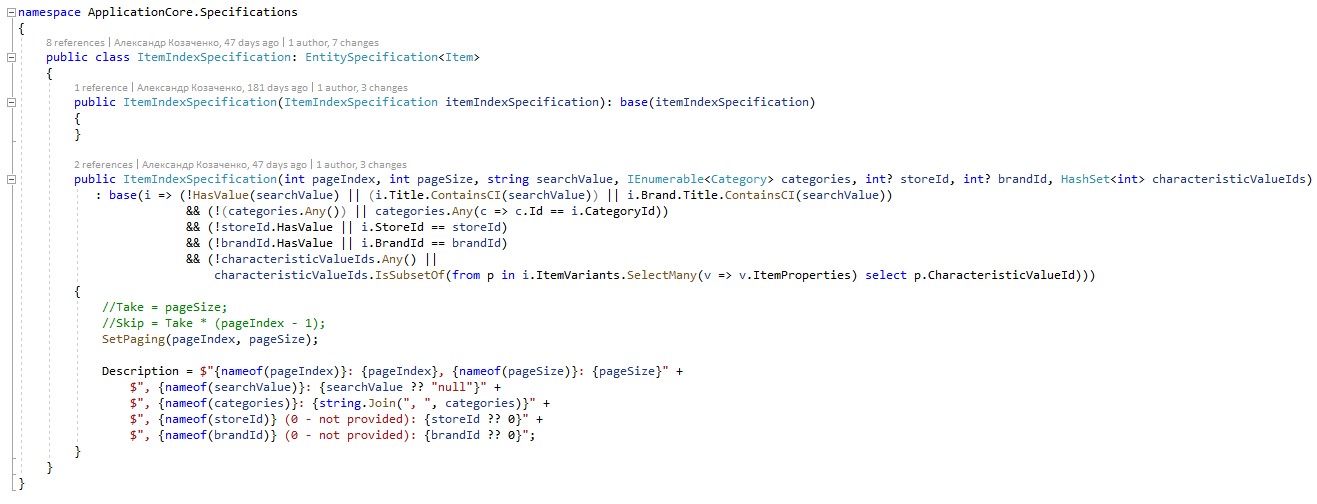 namespace ApplicationCore.Specifications
{
8 references | Александр Козаченко, 47 days ago | 1 author, 7 changes
public class ItemIndexSpecification: EntitySpecification<Item>
{
1 reference | Александр Козаченко, 181 days ago | 1 author, 3 changes
public ItemIndexSpecification(ItemIndexSpecification itemIndexSpecification): base(itemIndexSpecification)
{
}
2 references | Александр Козаченко, 47 days ago | 1 author, 3 changes
public ItemIndexSpecification(int pageIndex, int pageSize, string searchValue, IEnumerable<Category> categories, int? storeId, int? brandId, HashSet<int> characteristicValueIds)
: base(i => (!HasValue(searchValue) || (i.Title.ContainsCI(searchValue)) || i.Brand.Title.ContainsCI(searchValue))
&& (!(categories.Any()) || categories.Any(c => c.Id == i.CategoryId))
&& (!storeId.HasValue || i.StoreId == storeId)
&& (!brandId.HasValue || i.BrandId == brandId)
&& (!characteristicValueIds.Any() ||
characteristicValueIds.IsSubsetOf(from p in i.ItemVariants.SelectMany(v => v.ItemProperties) select p.CharacteristicValueId)))
{
//Take = pageSize;
//Skip = Take * (pageIndex - 1);
SetPaging(pageIndex, pageSize);
Description = $"{nameof(pageIndex)}: {pageIndex}, {nameof(pageSize)}: {pageSize}" +
$", {nameof(searchValue)}: {searchValue ?? "null"}" +
$", {nameof(categories)}: {string.Join(", ", categories)}" +
$", {nameof(storeId)} (0 - not provided): {storeId ?? 0}" +
$", {nameof(brandId)} (0 - not provided): {brandId ?? 0}";
}
}
}